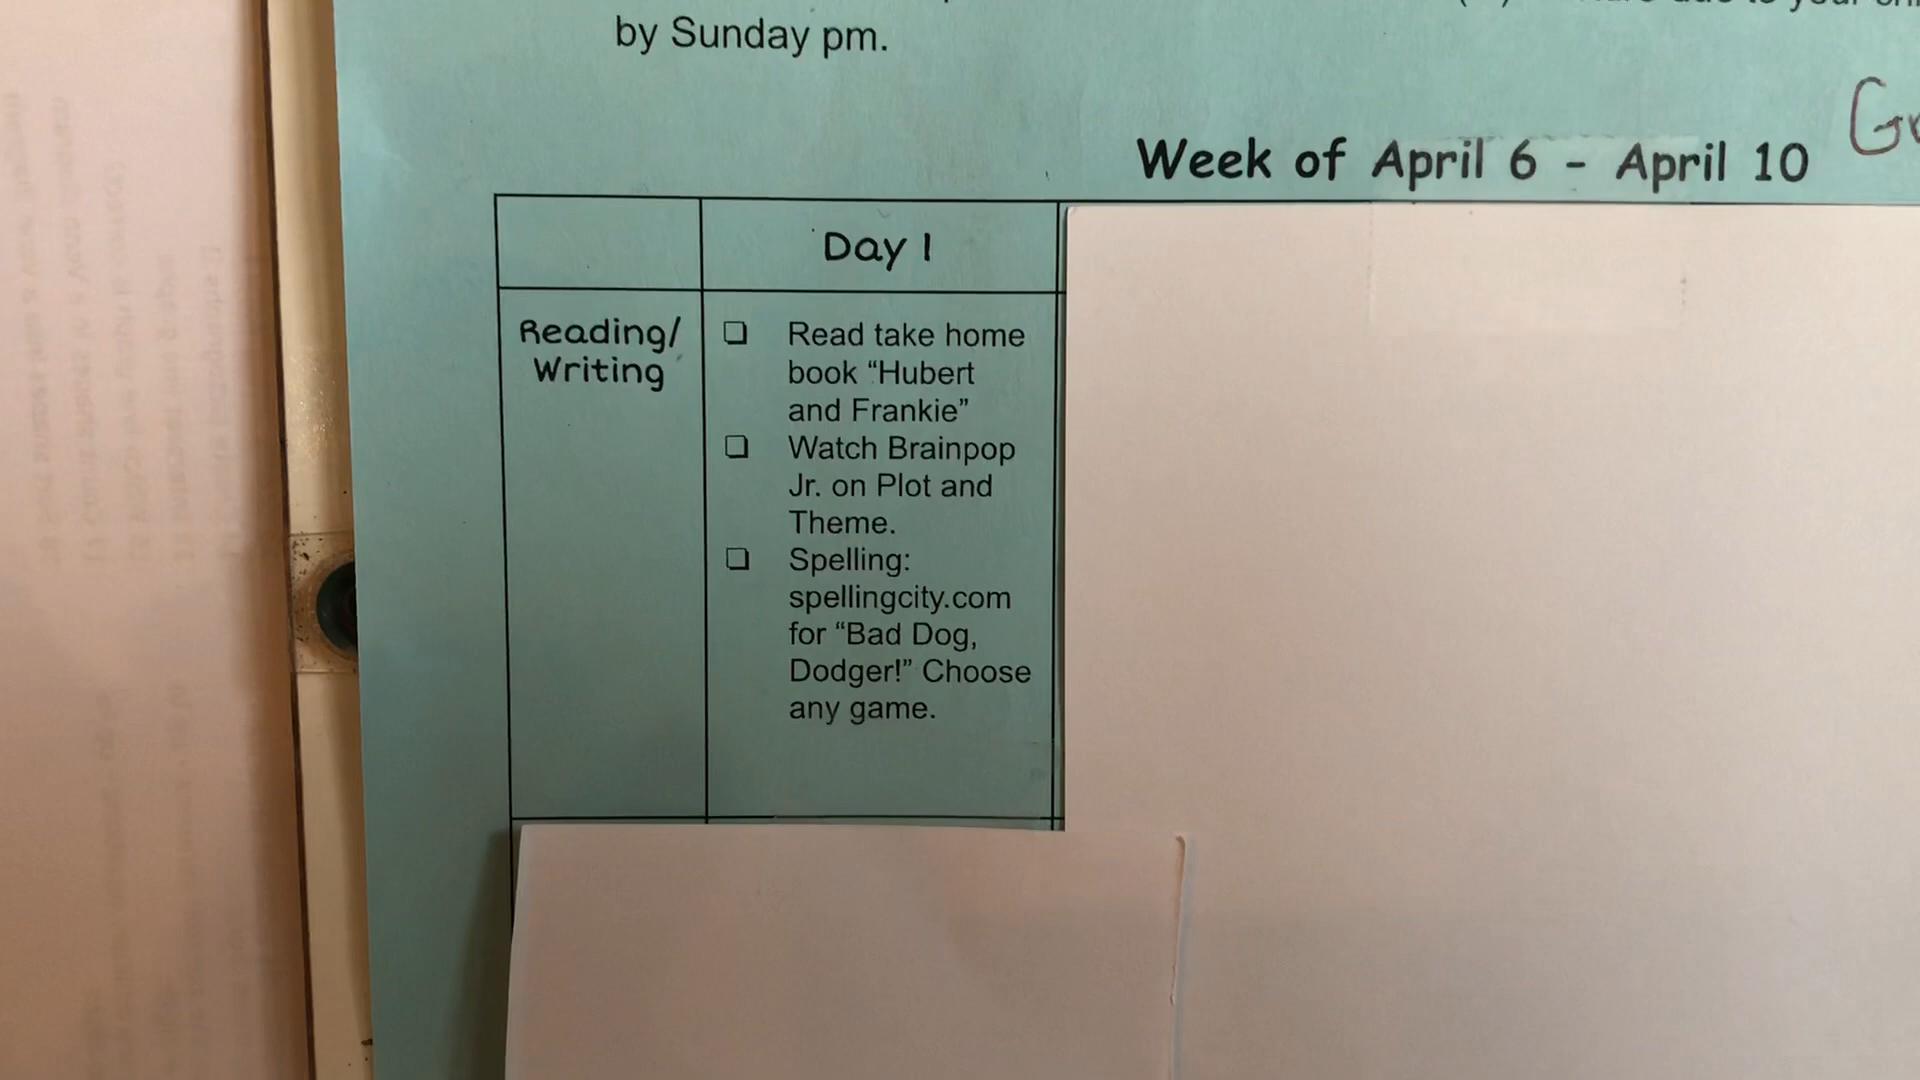 by Sunday pm.
Week of April 6 - April 10
Day 1
Reading/
Writing
❏ Read take home
book “Hubert
and Frankie”
❏ Watch Brainpop
Jr. on Plot and
Theme.
❏ Spelling:
spellingcity.com
for “Bad Dog,
Dodger!” Choose
any game.